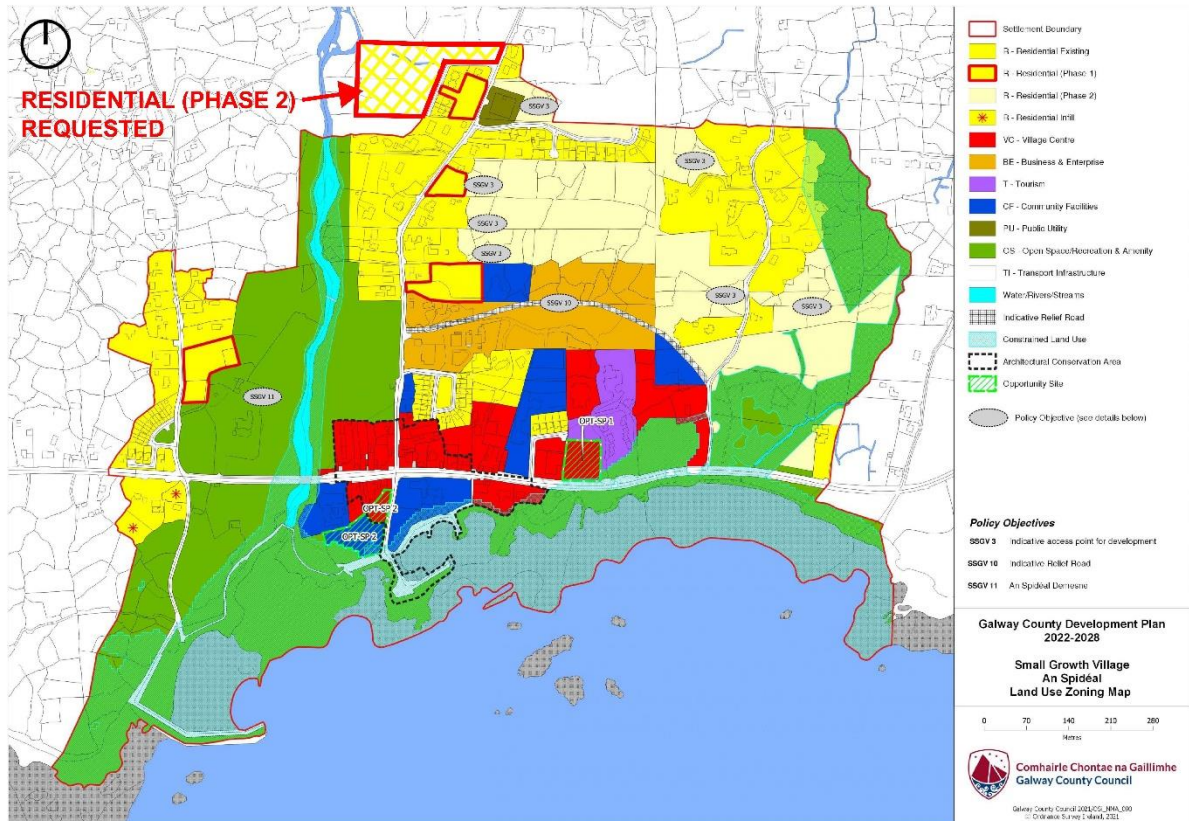 RESIDENTIAL (PHASE 2)
REQUESTED
SSGV 3
SSGV 3
SSGV 3
SSGV 3
SSGV 3
SSGV 3
SSGV 3
SSGV 10
SSGV 11
OPT-SP 1
OPT-SP 2
OPT-SP 2
Settlement Boundary
R - Residential Existing
R - Residential (Phase 1)
R - Residential (Phase 2)
R - Residential Infill
VC - Village Centre
BE - Business & Enterprise
T - Tourism
CF - Community Facilities
PU - Public Utility
OS - Open Space/Recreation & Amenity
TI - Transport Infrastructure
Water/Rivers/Streams
Indicative Relief Road
Constrained Land Use
Architectural Conservation Area
Opportunity Site
Policy Objective (see details below)
Policy Objectives
SSGV 3 Indicative access point for development
SSGV 10 Indicative Relief Road
SSGV 11 An Spidéal Demesne
Galway County Development Plan
2022-2028
Small Growth Village
An Spidéal
Land Use Zoning Map
0 70 140 210 280
Metres
Comhairle Chontae na Gaillimhe
Galway County Council
© Ordnance Survey Ireland, 2021